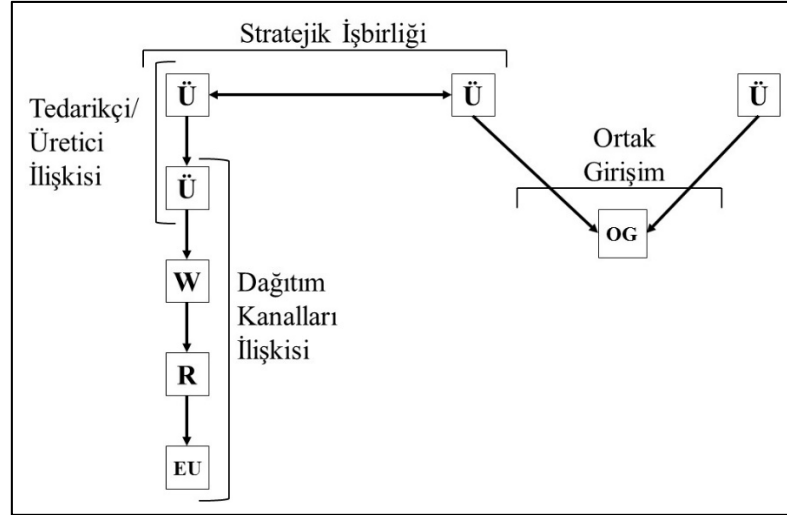 Stratejik İşbirliği
Tedarikçi/
Üretici
İlişkisi
Ü
Ü
Ü
Ortak
Girişim
Ü
OG
W
Dağıtım
Kanalları
İlişkisi
R
EU